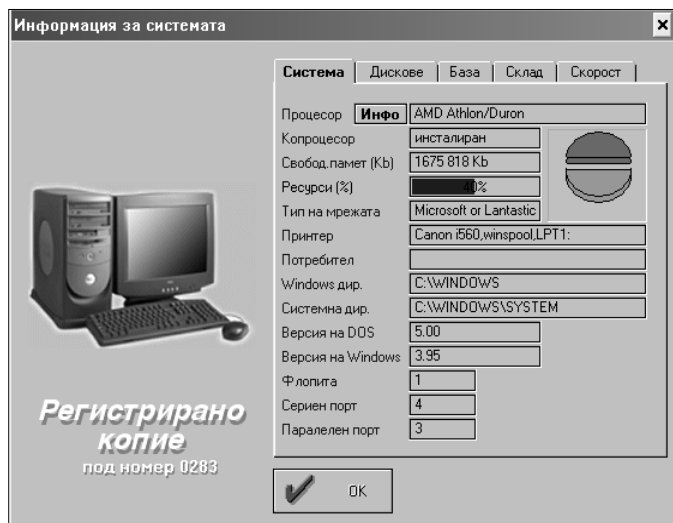 Информация за системата
Система Дискове База Склад Скорост
Процесор Инфо AMD Athlon/Duron
Копроцесор инсталиран
Свобод.памет (Kb) 1675 818 Kb
Ресурси (%) 40%
Тип на мрежата Microsoft or Lantastic
Принтер Canon i560,winspool,LPT1:
Потребител
Windows дир. C:\WINDOWS
Системна дир. C:\WINDOWS\SYSTEM
Версия на DOS 5.00
Версия на Windows 3.95
Флопита 1
Сериен порт 4
Паралелен порт 3
Регистрирано
копие
под номер 0283
OK